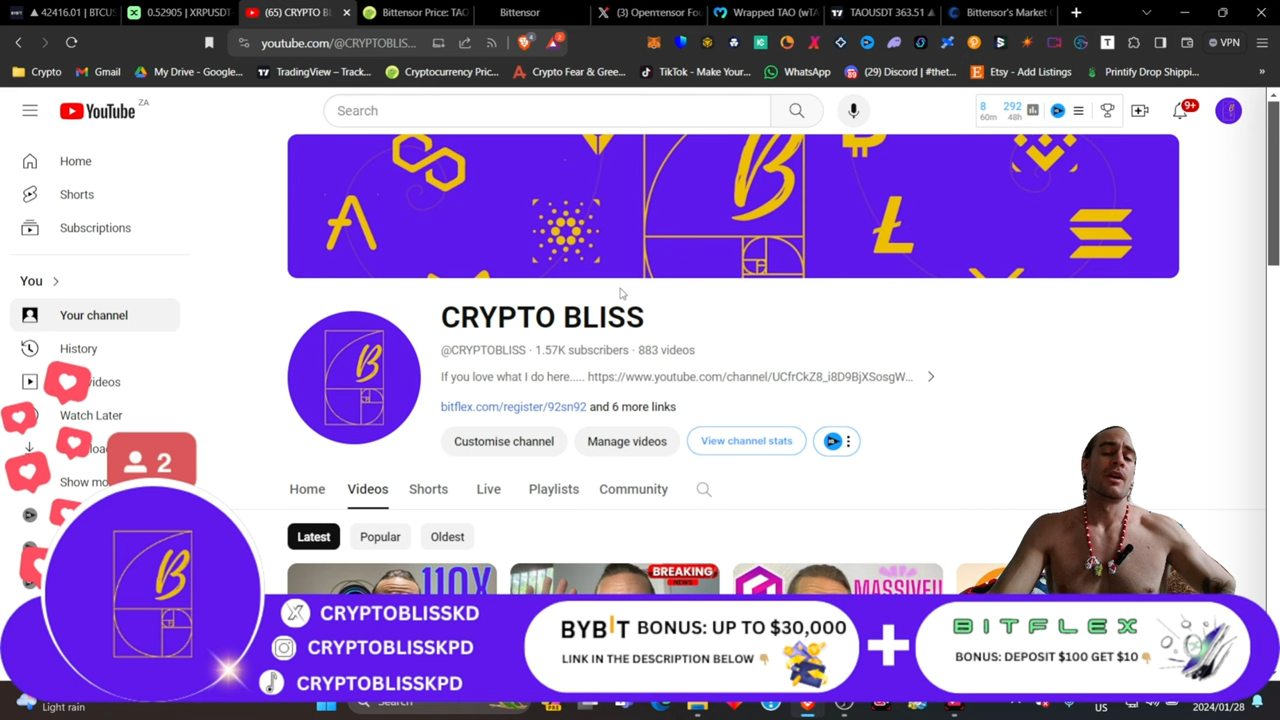 42416.01 | BTCUS
0.52905 | XRPUSDT
(65) CRYPTO BL
Bittensor Price: TAO
Bittensor
(3) Opentensor Fou
Wrapped TAO (wTA
TAOUSDT 363.51
Bittensor's Market
youtube.com/@CRYPTOBLIS...
VPN
Crypto
Gmail
My Drive - Google...
TradingView – Track...
Cryptocurrency Pric...
Crypto Fear & Gree...
TikTok - Make Your...
WhatsApp
(29) Discord | #thet...
Etsy - Add Listings
Printify Drop Shippi...
YouTube ZA
Search
8 60m
292 48h
9+
Home
Shorts
Subscriptions
You
Your channel
History
Watch Later
B
CRYPTO BLISS
@CRYPTOBLISS · 1.57K subscribers · 883 videos
If you love what I do here..... https://www.youtube.com/channel/UCfrCkZ8_i8D9BjXSosgW...
bitflex.com/register/92sn92 and 6 more links
Customise channel
Manage videos
View channel stats
Home
Videos
Shorts
Live
Playlists
Community
Latest
Popular
Oldest
110X
BREAKING
NEWS
MASSIVE
2
B
CRYPTOBLISSKD
CRYPTOBLISSKPD
CRYPTOBLISSKPD
BYBIT BONUS: UP TO $30,000
LINK IN THE DESCRIPTION BELOW
BITFLEX
BONUS: DEPOSIT $100 GET $10
Light rain
Search
US
2024/01/28